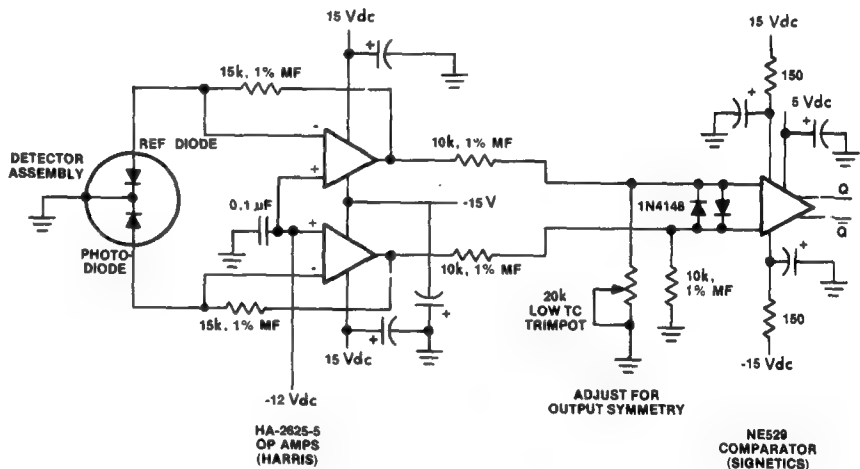 15 Vdc
15k, 1% MF
REF DIODE
DETECTOR
ASSEMBLY
PHOTO-
DIODE
0.1 µF
15k, 1% MF
10k, 1% MF
-15 V
10k, 1% MF
15 Vdc
-12 Vdc
HA-2625-5
OP AMPS
(HARRIS)
15 Vdc
150
5 Vdc
1N4148
Q
Q̅
20k
LOW TC
TRIMPOT
10k,
1% MF
150
-15 Vdc
ADJUST FOR
OUTPUT SYMMETRY
NE529
COMPARATOR
(SIGNETICS)